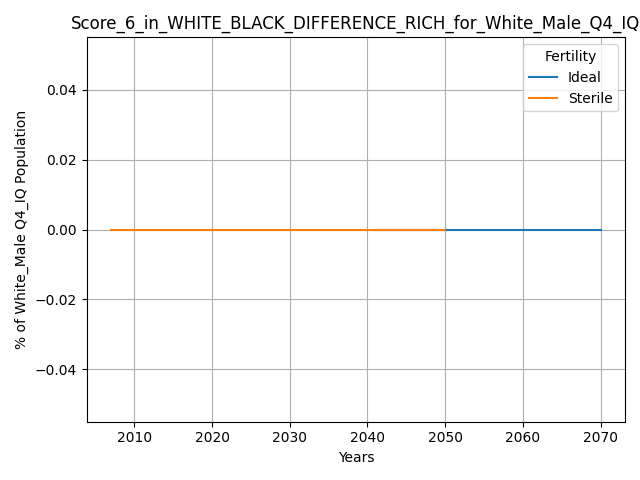 Score_6_in_WHITE_BLACK_DIFFERENCE_RICH_for_White_Male_Q4_IQ
Fertility
Ideal
Sterile
% of White_Male Q4_IQ Population
0.04
0.02
0.00
−0.02
−0.04
2010 2020 2030 2040 2050 2060 2070
Years